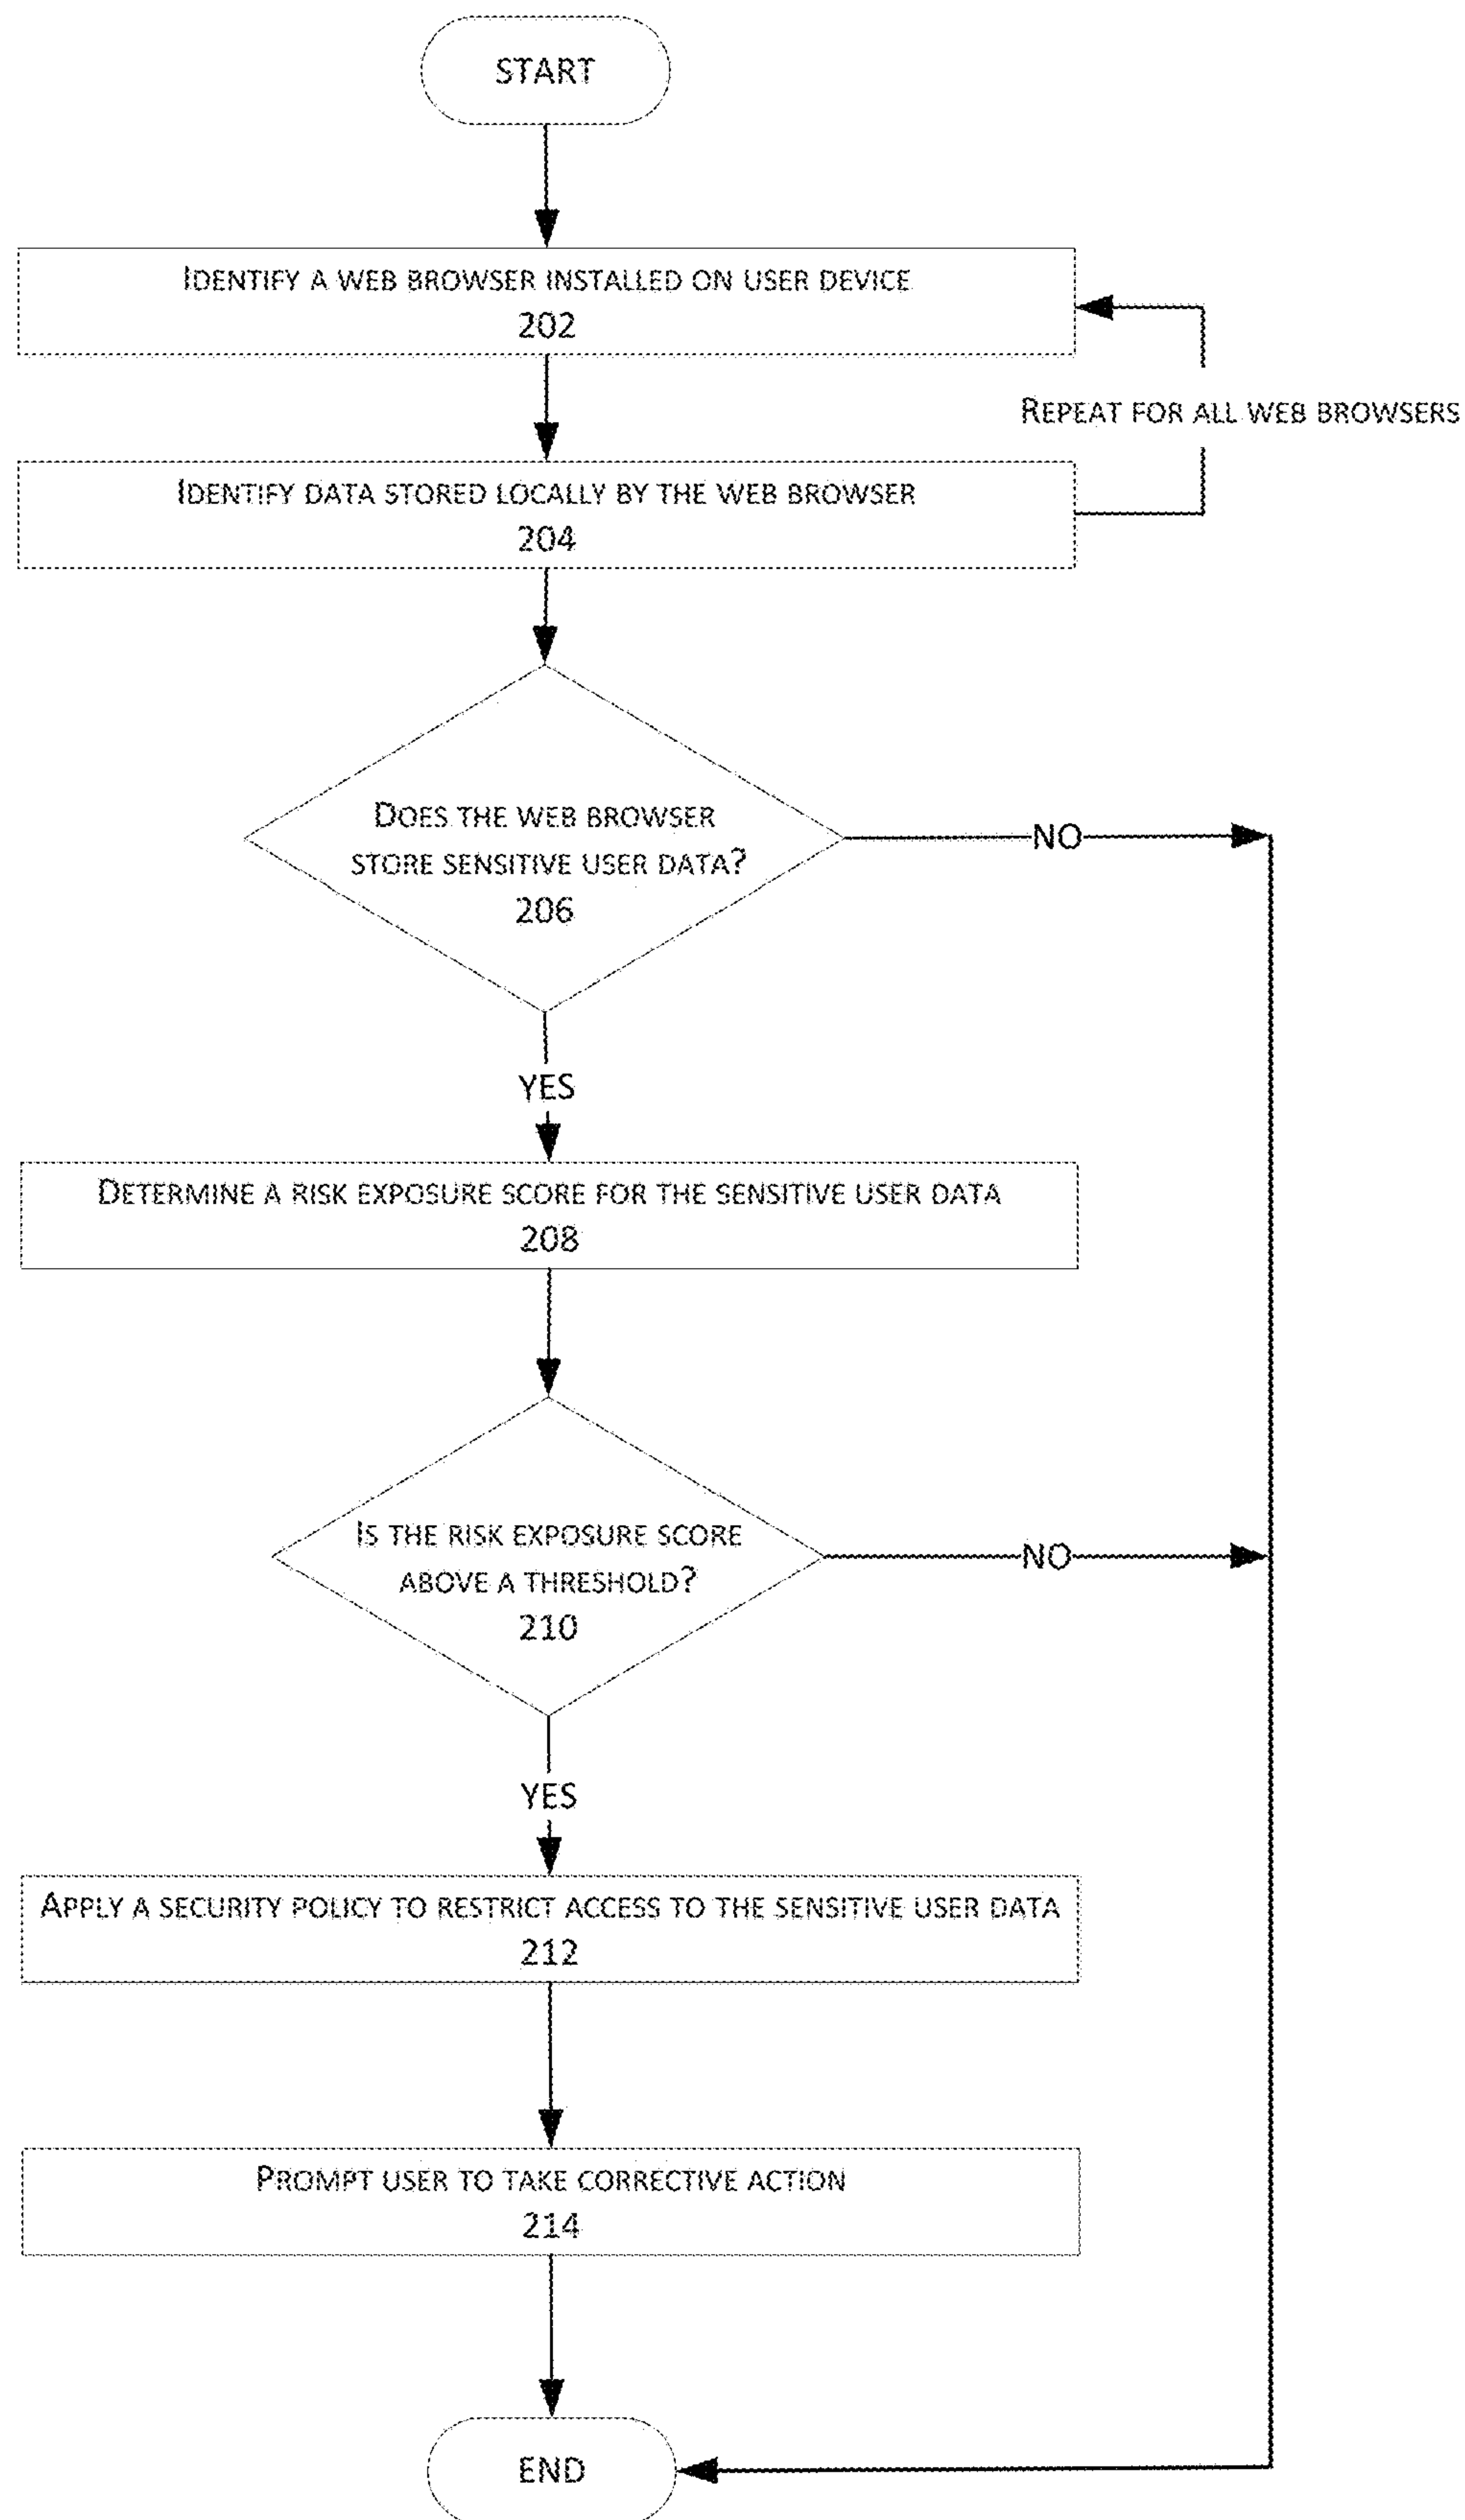 START
IDENTIFY A WEB BROWSER INSTALLED ON USER DEVICE
202
REPEAT FOR ALL WEB BROWSERS
IDENTIFY DATA STORED LOCALLY BY THE WEB BROWSER
204
DOES THE WEB BROWSER
STORE SENSITIVE USER DATA?
206
NO
YES
DETERMINE A RISK EXPOSURE SCORE FOR THE SENSITIVE USER DATA
208
IS THE RISK EXPOSURE SCORE
ABOVE A THRESHOLD?
210
NO
YES
APPLY A SECURITY POLICY TO RESTRICT ACCESS TO THE SENSITIVE USER DATA
212
PROMPT USER TO TAKE CORRECTIVE ACTION
214
END